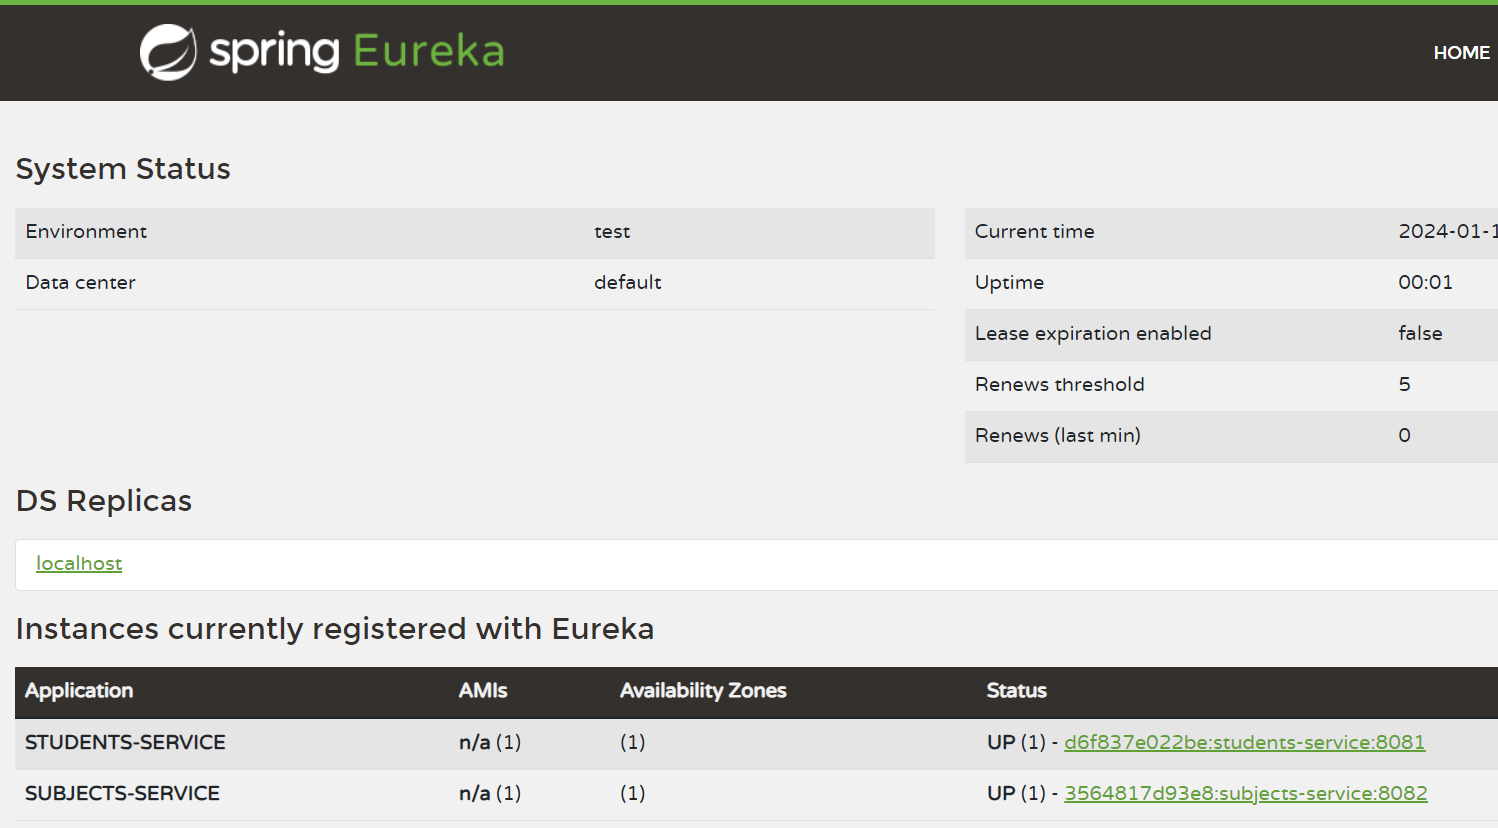 spring Eureka
HOME
System Status
Environment test
Data center default
Current time 2024-01-1
Uptime 00:01
Lease expiration enabled false
Renews threshold 5
Renews (last min) 0
DS Replicas
localhost
Instances currently registered with Eureka
Application AMIs Availability Zones Status
STUDENTS-SERVICE n/a (1) (1) UP (1) - d6f837e022be:students-service:8081
SUBJECTS-SERVICE n/a (1) (1) UP (1) - 3564817d93e8:subjects-service:8082